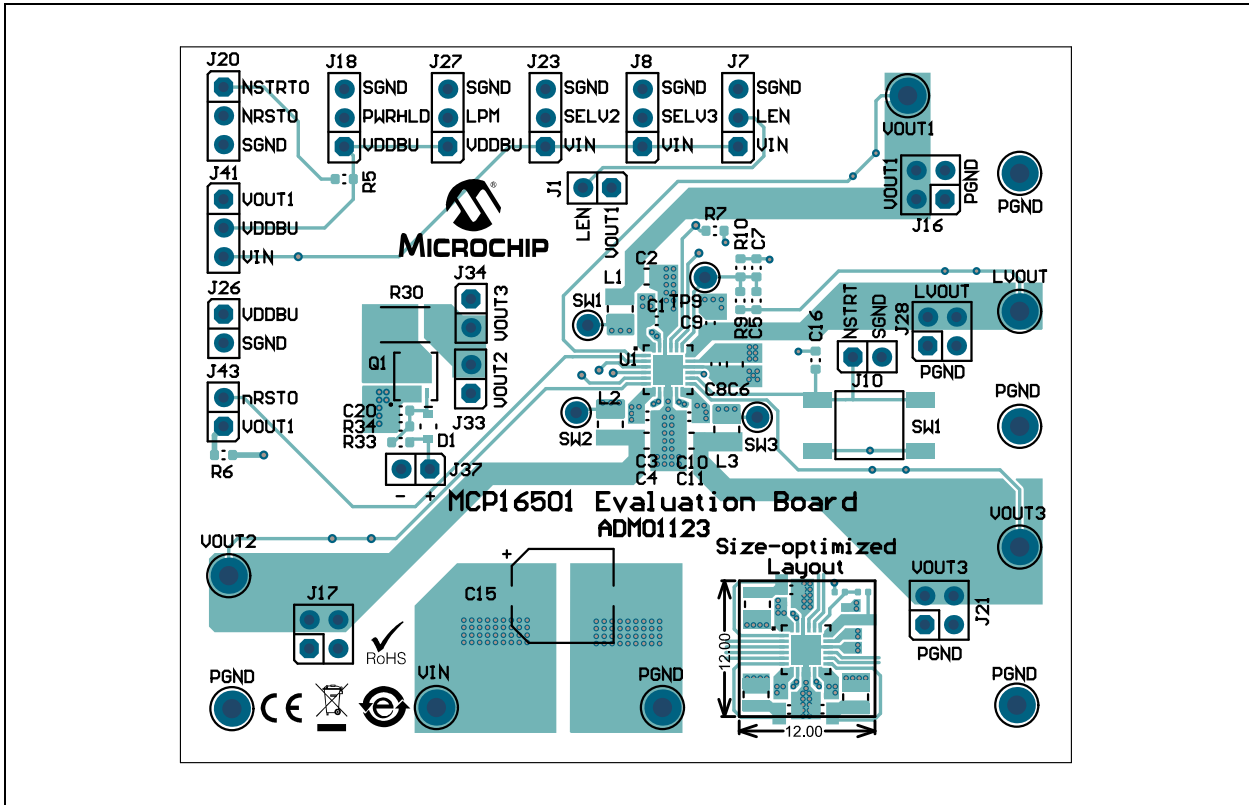 J20 J18 J27 J23 J8 J7
NSTRTO SGND SGND SGND SGND SGND
NRSTO PWRHLD LPM SELV2 SELV3 LEN
SGND VDDBU VDDBU VIN VIN VIN
VOUT1
J41
R5
VOUT1
VDDBU
VIN
J1
LEN
VOUT1
VOUT1
PGND
J16
PGND
®
MICROCHIP
R7
R10
C7
J26
VDDBU
SGND
R30
J34
VOUT3
L1
C2
SW1
C1
TP9
C9
R9
C5
LVOUT
LVOUT
J28
PGND
C16
NSTRT
SGND
J10
Q1
VOUT2
J33
U1
C8
C6
J43
nRSTO
VOUT1
R6
C20
R34
R33
D1
J37
- +
L2
SW2
SW3
SW1
PGND
C3
C4
C10
C11
L3
MCP16501 Evaluation Board
ADM01123
VOUT2
VOUT3
Size-optimized
Layout
VOUT3
J21
PGND
J17
+
C15
RoHS
12.00
12.00
PGND
CE
e
VIN
PGND
PGND